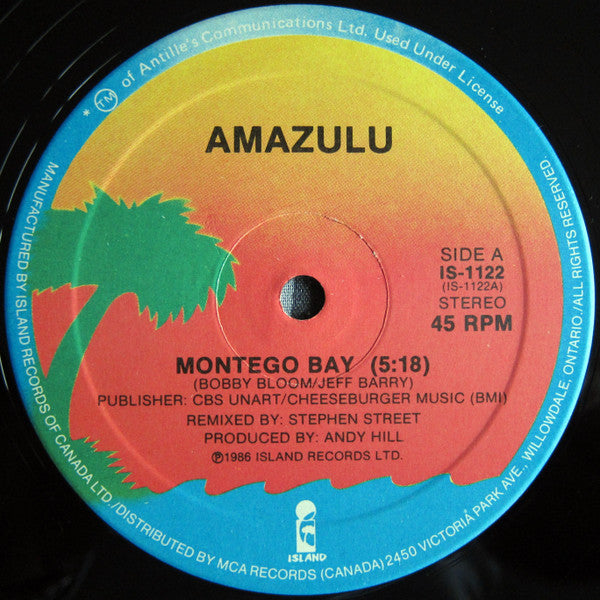 * TM of Antille's Communications Ltd. Used Under License
AMAZULU
SIDE A
IS-1122
(IS-1122A)
STEREO
45 RPM
MONTEGO BAY (5:18)
(BOBBY BLOOM/JEFF BARRY)
PUBLISHER: CBS UNART/CHEESEBURGER MUSIC (BMI)
REMIXED BY: STEPHEN STREET
PRODUCED BY: ANDY HILL
℗1986 ISLAND RECORDS LTD.
ISLAND
MANUFACTURED BY ISLAND RECORDS OF CANADA LTD./DISTRIBUTED BY MCA RECORDS (CANADA) 2450 VICTORIA PARK AVE., WILLOWDALE, ONTARIO./ALL RIGHTS RESERVED.